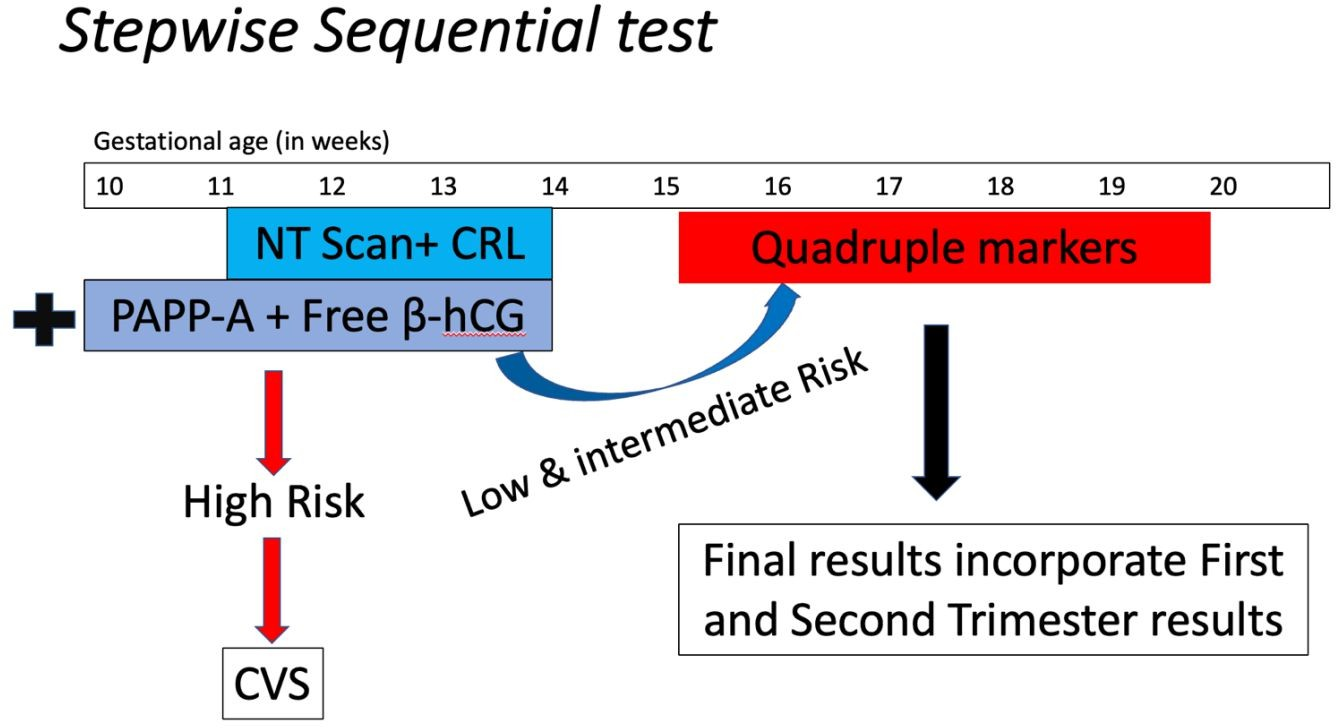 Stepwise Sequential test
Gestational age (in weeks)
10 11 12 13 14 15 16 17 18 19 20
NT Scan+ CRL
Quadruple markers
PAPP-A + Free β-hCG
Low & intermediate Risk
High Risk
Final results incorporate First
and Second Trimester results
CVS